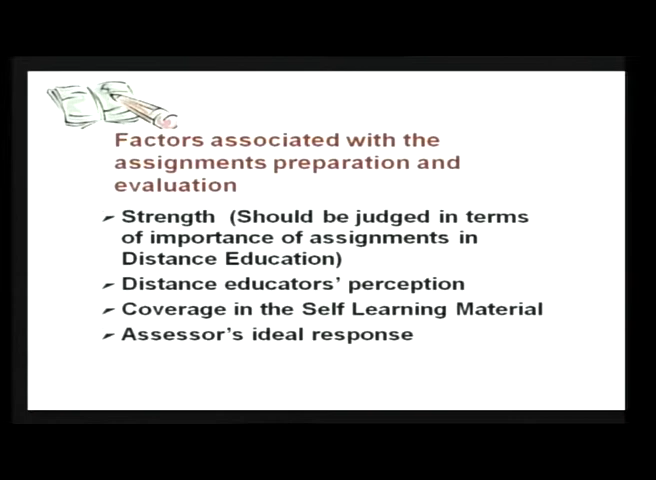 Factors associated with the
assignments preparation and
evaluation
Strength (Should be judged in terms
of importance of assignments in
Distance Education)
Distance educators' perception
Coverage in the Self Learning Material
Assessor's ideal response